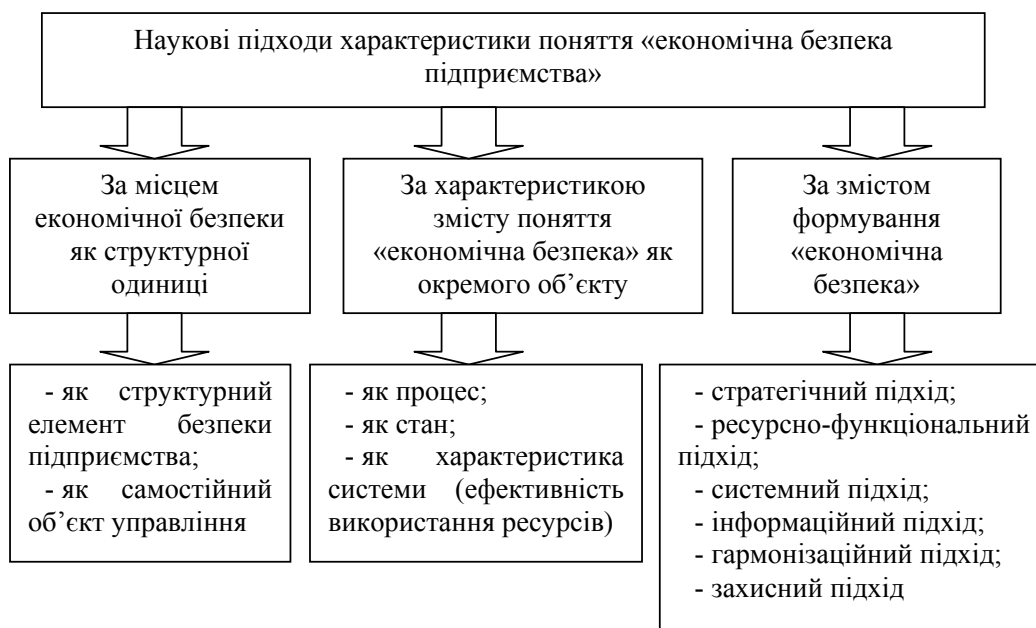 Наукові підходи характеристики поняття «економічна безпека
підприємства»
За місцем
економічної безпеки
як структурної
одиниці
За характеристикою
змісту поняття
«економічна безпека» як
окремого об’єкту
За змістом
формування
«економічна
безпека»
- як структурний
елемент безпеки
підприємства;
- як самостійний
об’єкт управління
- як процес;
- як стан;
- як характеристика
системи (ефективність
використання ресурсів)
- стратегічний підхід;
- ресурсно-функціональний
підхід;
- системний підхід;
- інформаційний підхід;
- гармонізаційний підхід;
- захисний підхід